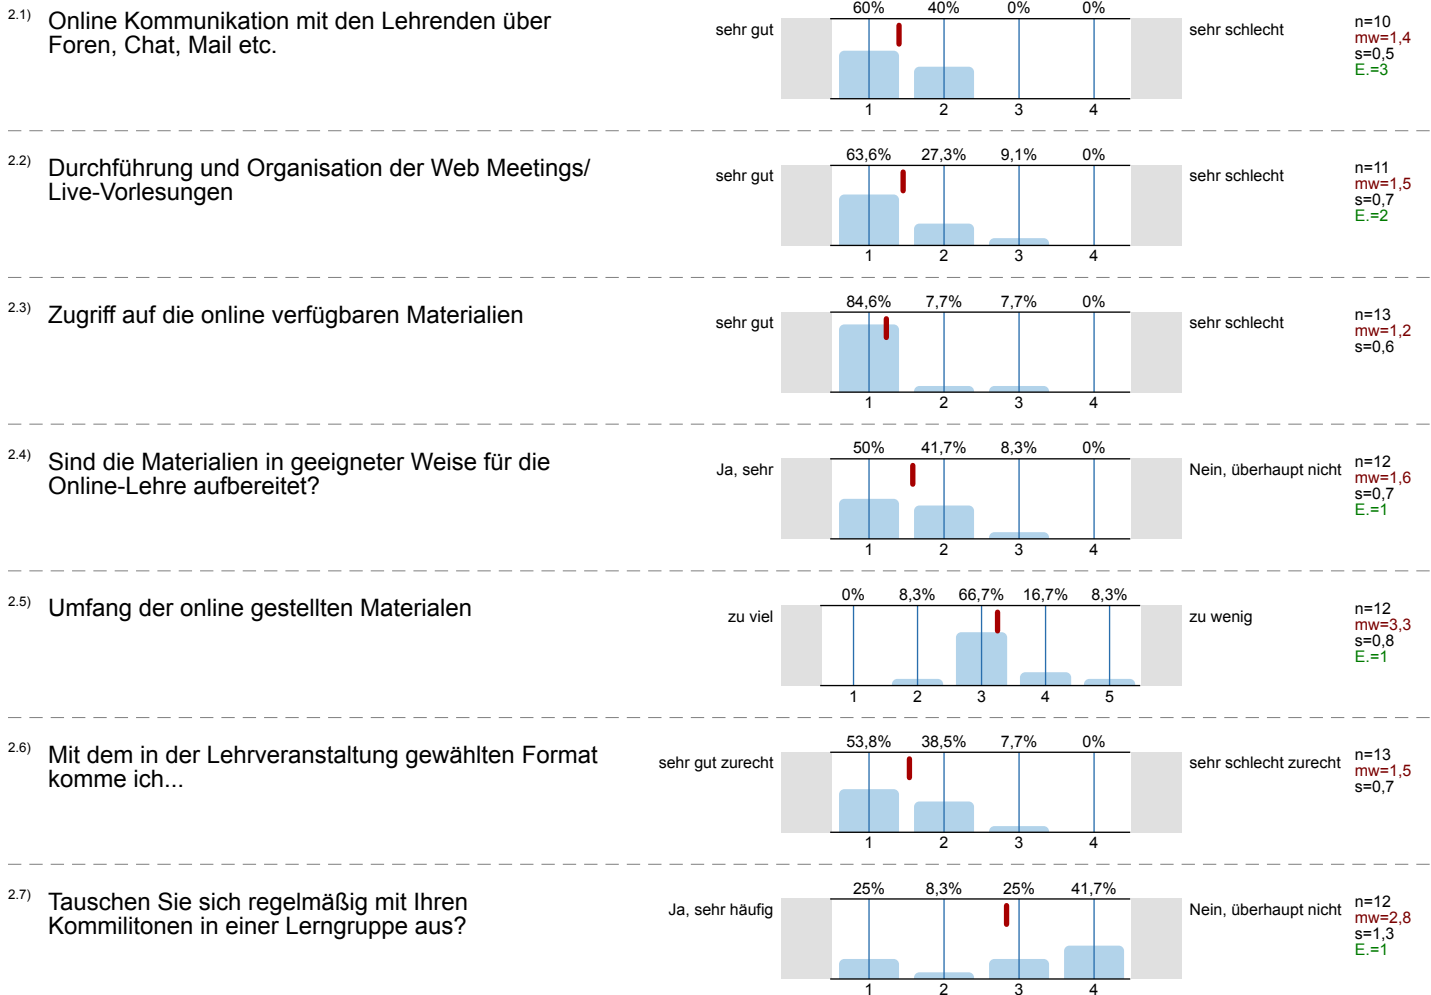 2.1) Online Kommunikation mit den Lehrenden über
Foren, Chat, Mail etc.
60% 40% 0% 0%
sehr gut
sehr schlecht
1 2 3 4
n=10
mw=1,4
s=0,5
E.=3
2.2) Durchführung und Organisation der Web Meetings/
Live-Vorlesungen
63,6% 27,3% 9,1% 0%
sehr gut
sehr schlecht
1 2 3 4
n=11
mw=1,5
s=0,7
E.=2
2.3) Zugriff auf die online verfügbaren Materialien
84,6% 7,7% 7,7% 0%
sehr gut
sehr schlecht
1 2 3 4
n=13
mw=1,2
s=0,6
2.4) Sind die Materialien in geeigneter Weise für die
Online-Lehre aufbereitet?
50% 41,7% 8,3% 0%
Ja, sehr
Nein, überhaupt nicht
1 2 3 4
n=12
mw=1,6
s=0,7
E.=1
2.5) Umfang der online gestellten Materialen
0% 8,3% 66,7% 16,7% 8,3%
zu viel
zu wenig
1 2 3 4 5
n=12
mw=3,3
s=0,8
E.=1
2.6) Mit dem in der Lehrveranstaltung gewählten Format
komme ich...
53,8% 38,5% 7,7% 0%
sehr gut zurecht
sehr schlecht zurecht
1 2 3 4
n=13
mw=1,5
s=0,7
2.7) Tauschen Sie sich regelmäßig mit Ihren
Kommilitonen in einer Lerngruppe aus?
25% 8,3% 25% 41,7%
Ja, sehr häufig
Nein, überhaupt nicht
1 2 3 4
n=12
mw=2,8
s=1,3
E.=1